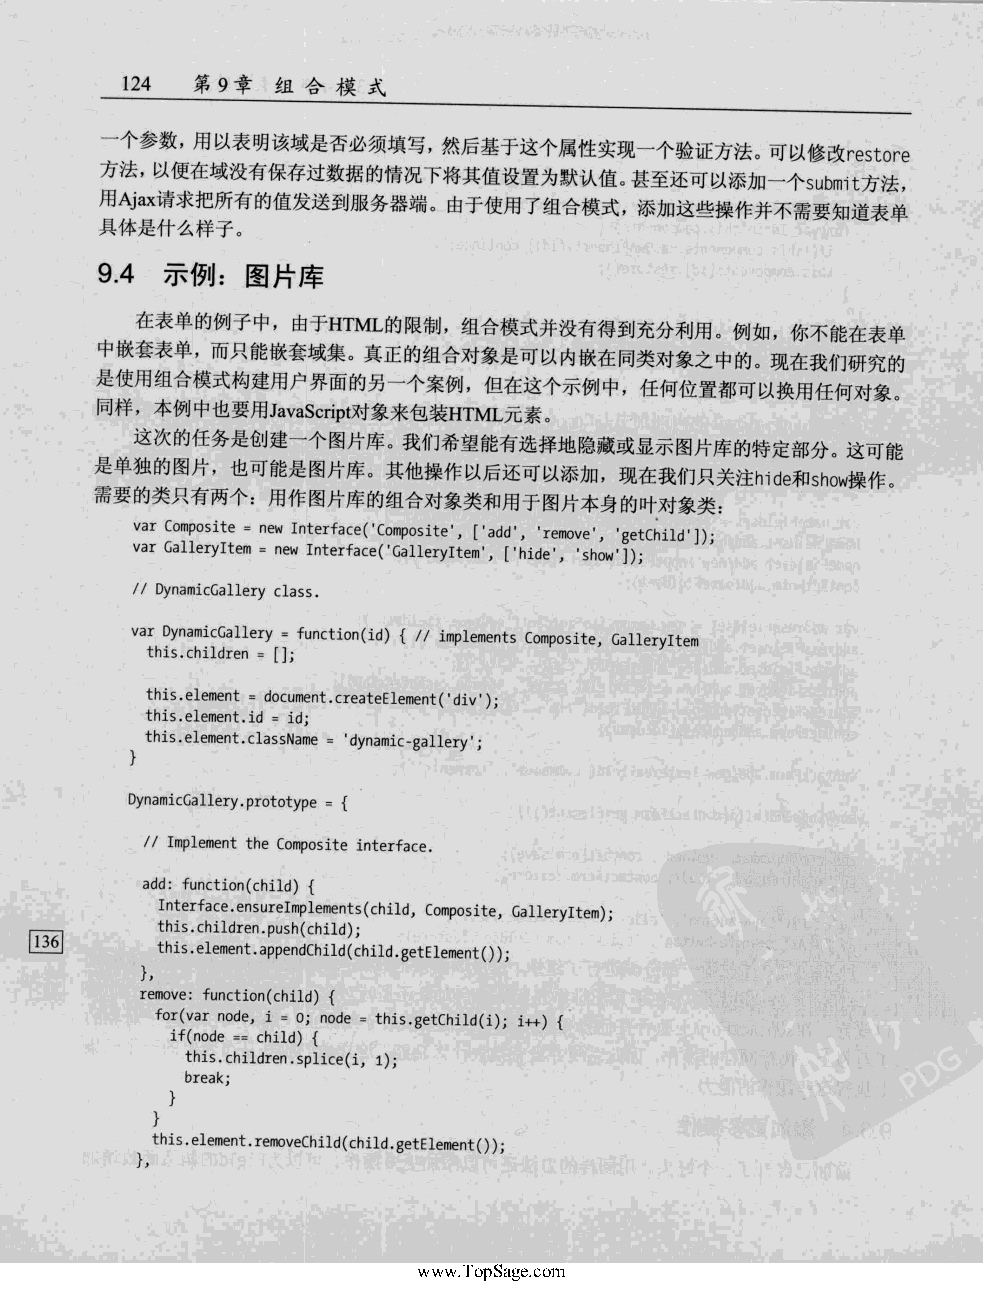 124 第9章 组合模式
一个参数，用以表明该域是否必须填写，然后基于这个属性实现一个验证方法。可以修改restore
方法，以便在域没有保存过数据的情况下将其值设置为默认值。甚至还可以添加一个submit方法，
用Ajax请求把所有的值发送到服务器端。由于使用了组合模式，添加这些操作并不需要知道表单
具体是什么样子。
9.4 示例：图片库
在表单的例子中，由于HTML的限制，组合模式并没有得到充分利用。例如，你不能在表单
中嵌套表单，而只能嵌套域集。真正的组合对象是可以内嵌在同类对象之中的。现在我们研究的
是使用组合模式构建用户界面的另一个案例，但在这个示例中，任何位置都可以换用任何对象。
同样，本例中也要用JavaScript对象来包装HTML元素。
这次的任务是创建一个图片库。我们希望能有选择地隐藏或显示图片库的特定部分。这可能
是单独的图片，也可能是图片库。其他操作以后还可以添加，现在我们只关注hide和show操作。
需要的类只有两个：用作图片库的组合对象类和用于图片本身的叶对象类：
var Composite = new Interface('Composite', ['add', 'remove', 'getChild']);
var GalleryItem = new Interface('GalleryItem', ['hide', 'show']);
// DynamicGallery class.
var DynamicGallery = function(id) { // implements Composite, GalleryItem
this.children = [];
this.element = document.createElement('div');
this.element.id = id;
this.element.className = 'dynamic-gallery';
}
DynamicGallery.prototype = {
// Implement the Composite interface.
add: function(child) {
Interface.ensureImplements(child, Composite, GalleryItem);
this.children.push(child);
136
this.element.appendChild(child.getElement());
},
remove: function(child) {
for(var node, i = 0; node = this.getChild(i); i++) {
if(node == child) {
this.children.splice(i, 1);
break;
}
}
this.element.removeChild(child.getElement());
},
PDG
www.TopSage.com